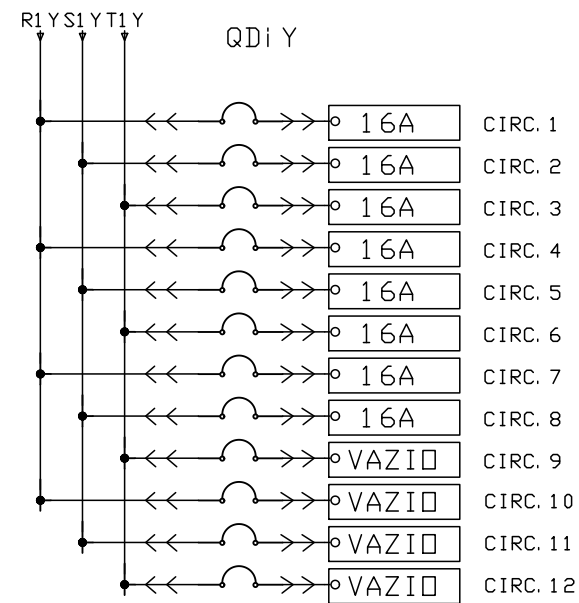 R1Y S1Y T1Y
QDiY
16A CIRC. 1
16A CIRC. 2
16A CIRC. 3
16A CIRC. 4
16A CIRC. 5
16A CIRC. 6
16A CIRC. 7
16A CIRC. 8
VAZIO CIRC. 9
VAZIO CIRC. 10
VAZIO CIRC. 11
VAZIO CIRC. 12